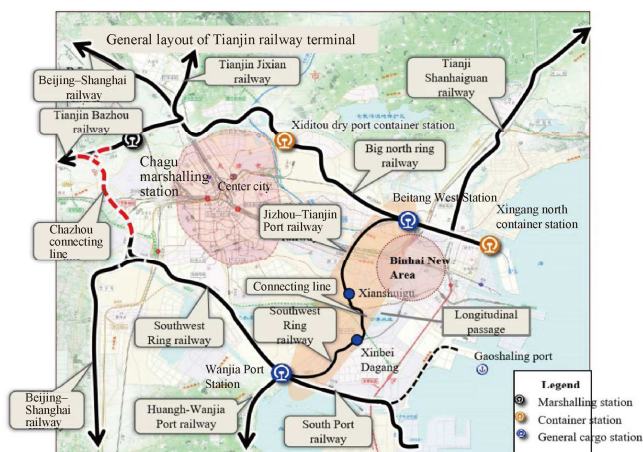 General layout of Tianjin railway terminal
Beijing–Shanghai
railway
Tianjin Jixian
railway
Tianji
Shanhaiguan
railway
Tianjin Bazhou
railway
Xiditou dry port container station
Chagu
marshalling
station
Center city
Big north ring
railway
Beitang West Station
Xingang north
container station
Jizhou–Tianjin
Port railway
Chazhou
connecting
line
Binhai New
Area
Connecting line
Xianshuigu
Southwest
Ring railway
Southwest
Ring
railway
Longitudinal
passage
Xinbei
Dagang
Gaoshaling port
Wanjia Port
Station
Beijing–
Shanghai
railway
Huangh-Wanjia
Port railway
South Port
railway
Legend
Marshalling station
Container station
General cargo station